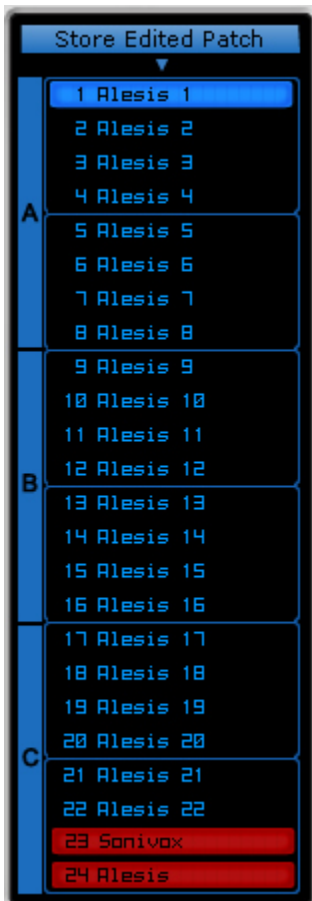 Store Edited Patch
A
1 Alesis 1
2 Alesis 2
3 Alesis 3
4 Alesis 4
5 Alesis 5
6 Alesis 6
7 Alesis 7
8 Alesis 8
B
9 Alesis 9
10 Alesis 10
11 Alesis 11
12 Alesis 12
13 Alesis 13
14 Alesis 14
15 Alesis 15
16 Alesis 16
C
17 Alesis 17
18 Alesis 18
19 Alesis 19
20 Alesis 20
21 Alesis 21
22 Alesis 22
23 Sonivox
24 Alesis